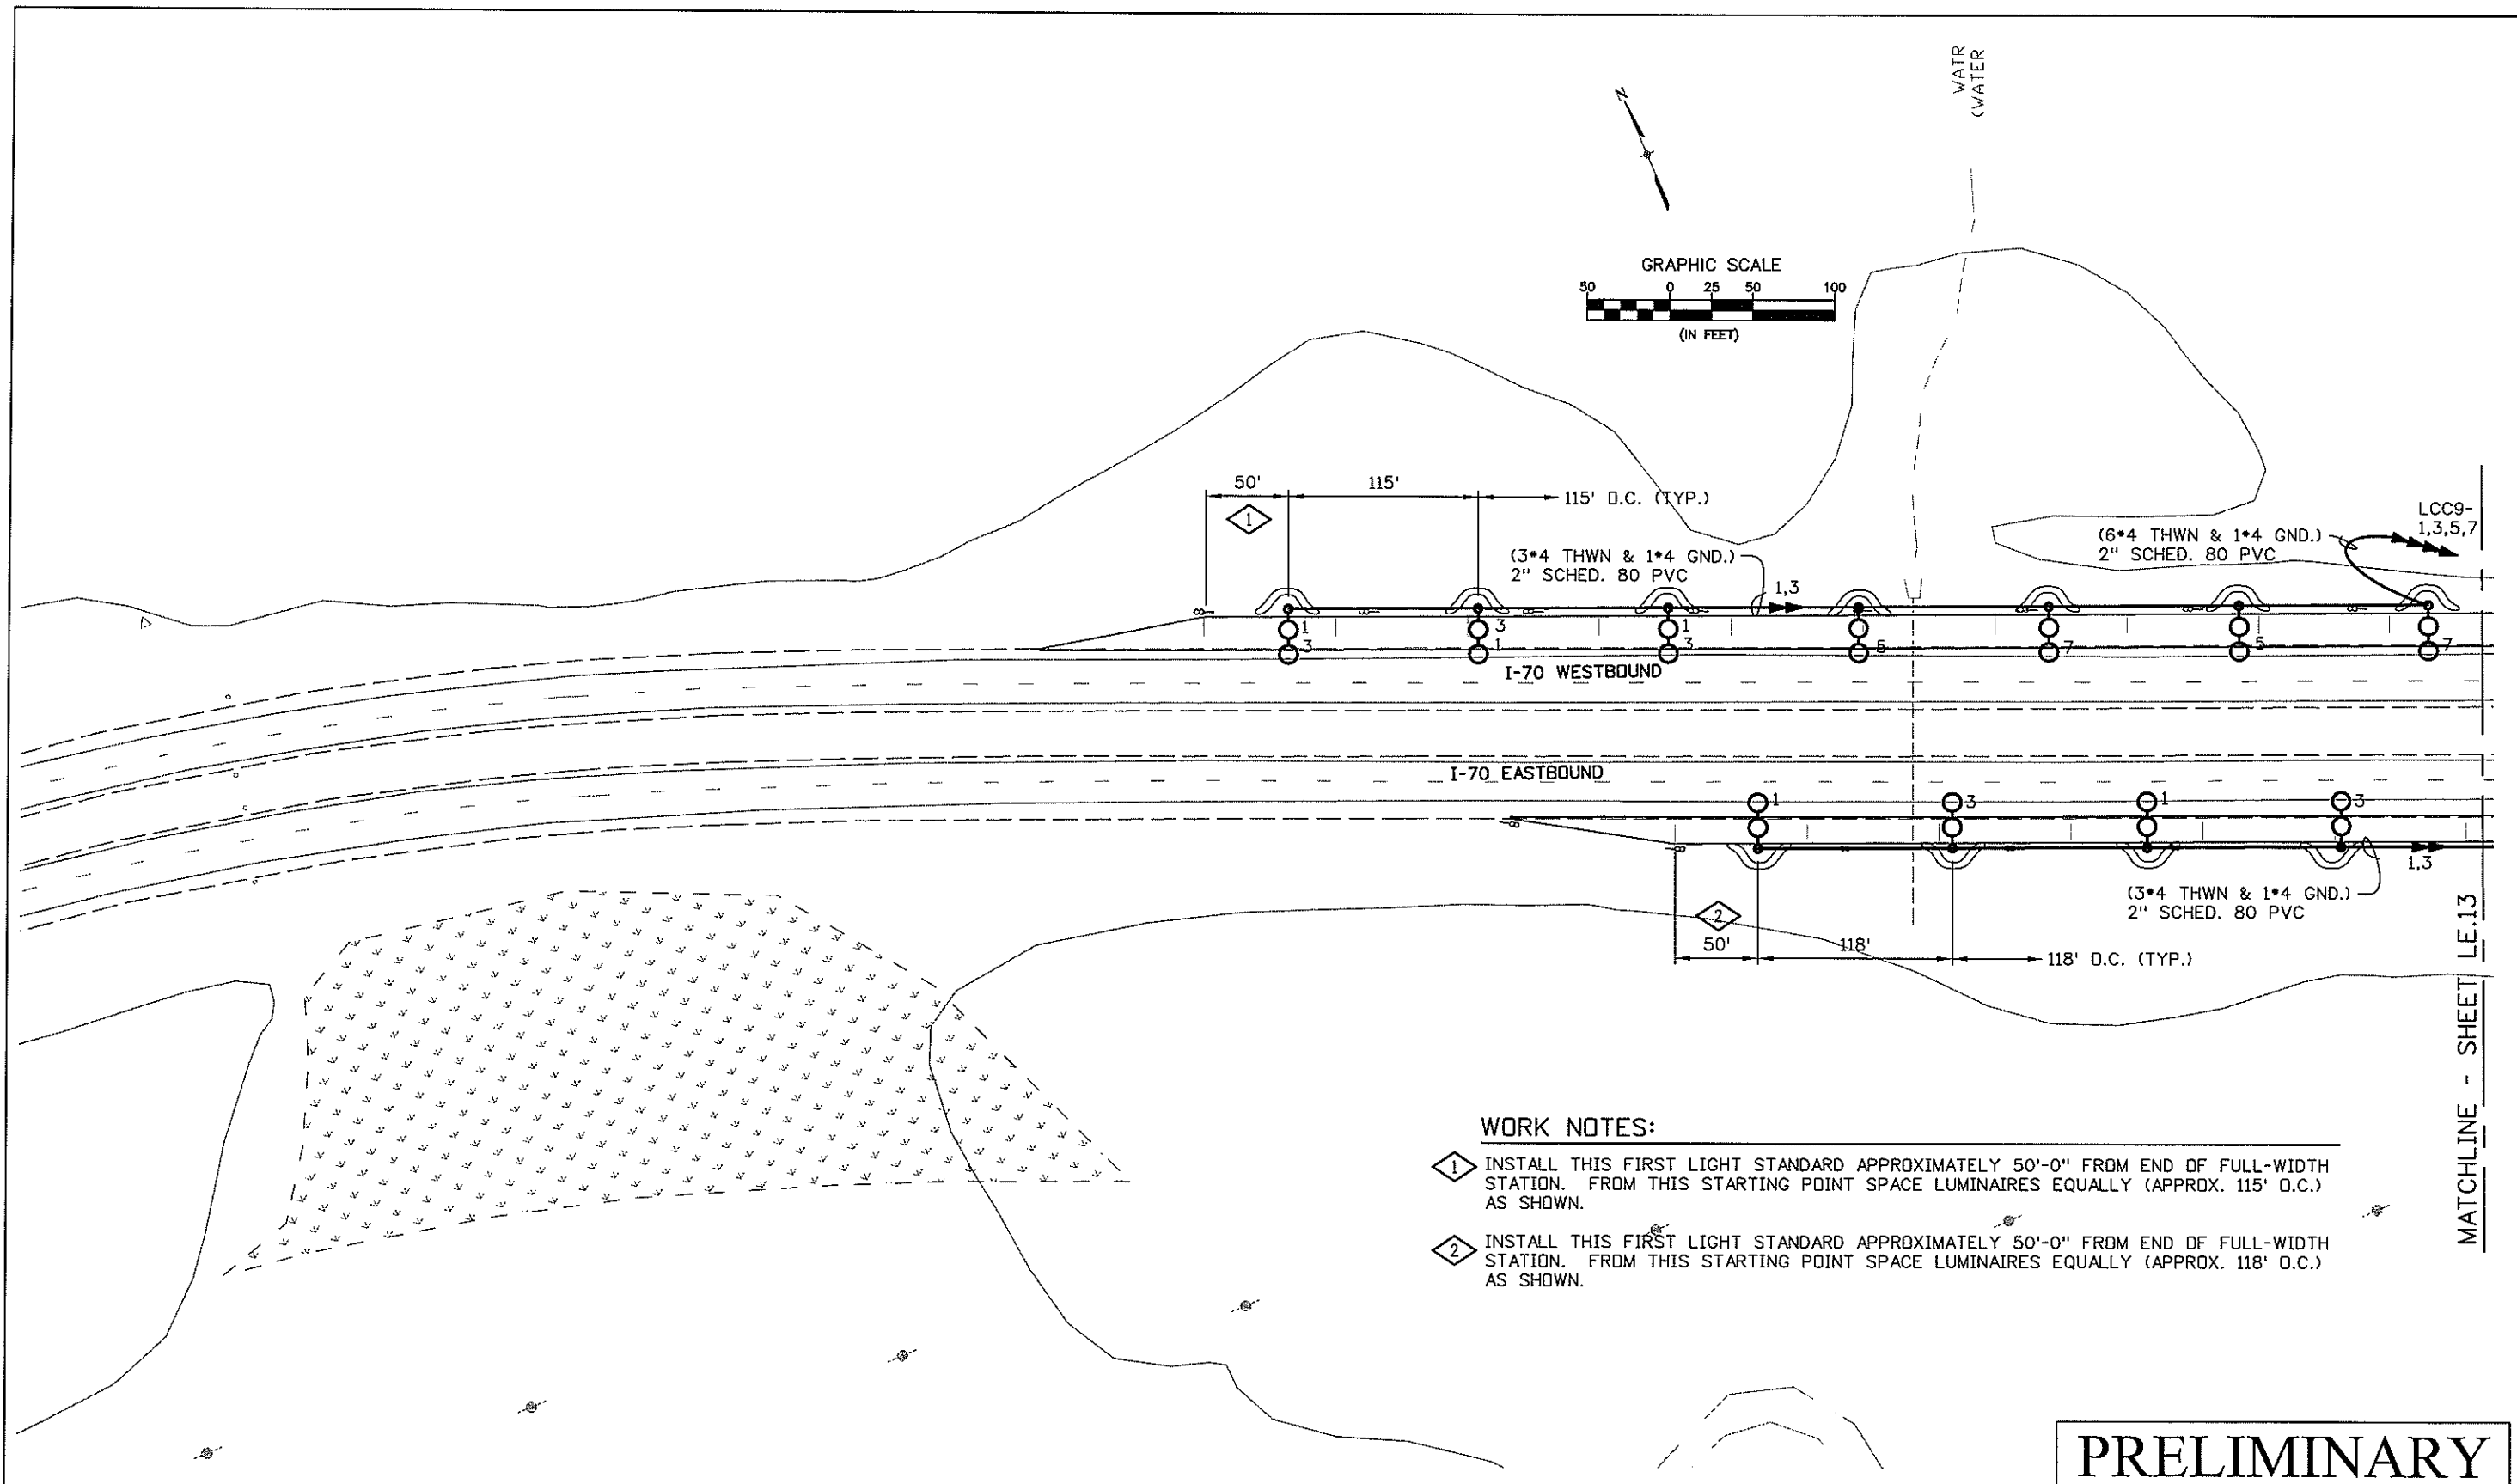 WATR
(WATER
N
GRAPHIC SCALE
50 0 25 50 100
(IN FEET)
50' 115' 115' O.C. (TYP.)
1
(3#4 THWN & 1#4 GND.)
2" SCHED. 80 PVC
1,3
(6#4 THWN & 1#4 GND.)
2" SCHED. 80 PVC
LCC9-
1,3,5,7
1 3 1
3 1 3 5 7 5 7
I-70 WESTBOUND
I-70 EASTBOUND
1 3 1 3
1,3
(3#4 THWN & 1#4 GND.)
2" SCHED. 80 PVC
2
50' 118' 118' O.C. (TYP.)
MATCHLINE - SHEET LE.13
WORK NOTES:
1 INSTALL THIS FIRST LIGHT STANDARD APPROXIMATELY 50'-0" FROM END OF FULL-WIDTH
STATION. FROM THIS STARTING POINT SPACE LUMINAIRES EQUALLY (APPROX. 115' O.C.)
AS SHOWN.
2 INSTALL THIS FIRST LIGHT STANDARD APPROXIMATELY 50'-0" FROM END OF FULL-WIDTH
STATION. FROM THIS STARTING POINT SPACE LUMINAIRES EQUALLY (APPROX. 118' O.C.)
AS SHOWN.
PRELIMINARY